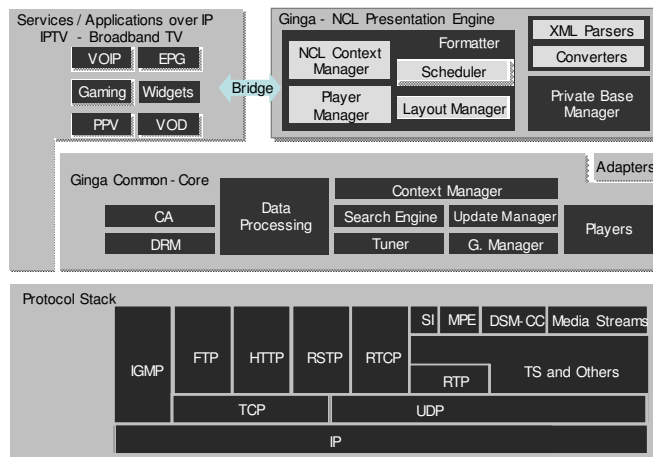 Services / Applications over IP
IPTV - Broadband TV
VOIP
EPG
Gaming
Widgets
PPV
VOD
Bridge
Ginga - NCL Presentation Engine
Formatter
NCL Context
Manager
Scheduler
Player
Manager
Layout Manager
XML Parsers
Converters
Private Base
Manager
Adapters
Ginga Common - Core
CA
DRM
Data
Processing
Context Manager
Search Engine
Update Manager
Tuner
G. Manager
Players
Protocol Stack
IGMP
FTP
HTTP
RSTP
RTCP
SI
MPE
DSM-CC
Media Streams
RTP
TS and Others
TCP
UDP
IP